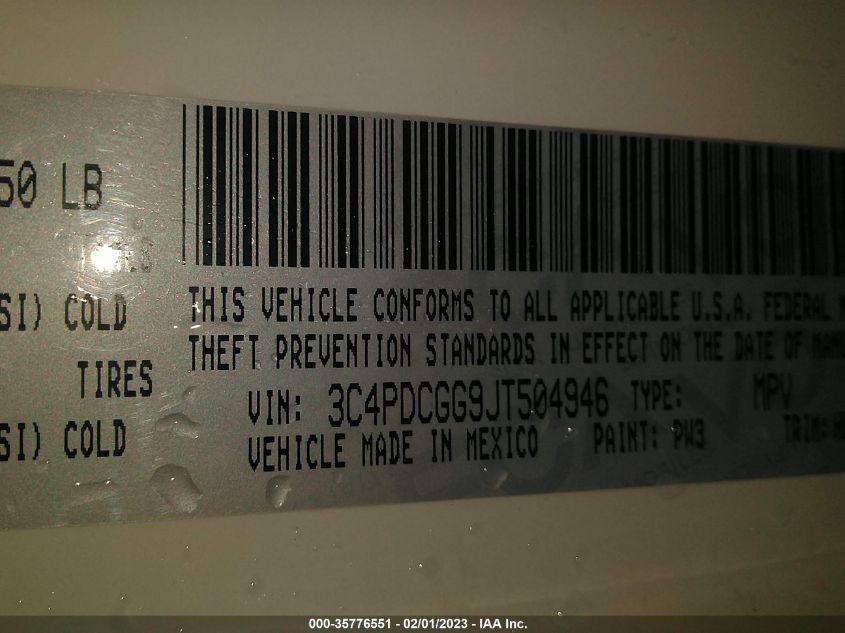 50 LB
THIS VEHICLE CONFORMS TO ALL APPLICABLE U.S.A. FEDERAL
SI) COLD
THEFT PREVENTION STANDARDS IN EFFECT ON THE DATE OF
TIRES
VIN: 3C4PDCGG9JT504946 TYPE: MPV
SI) COLD
VEHICLE MADE IN MEXICO PAINT: PW3 TRIM:
000-35776551 - 02/01/2023 - IAA Inc.